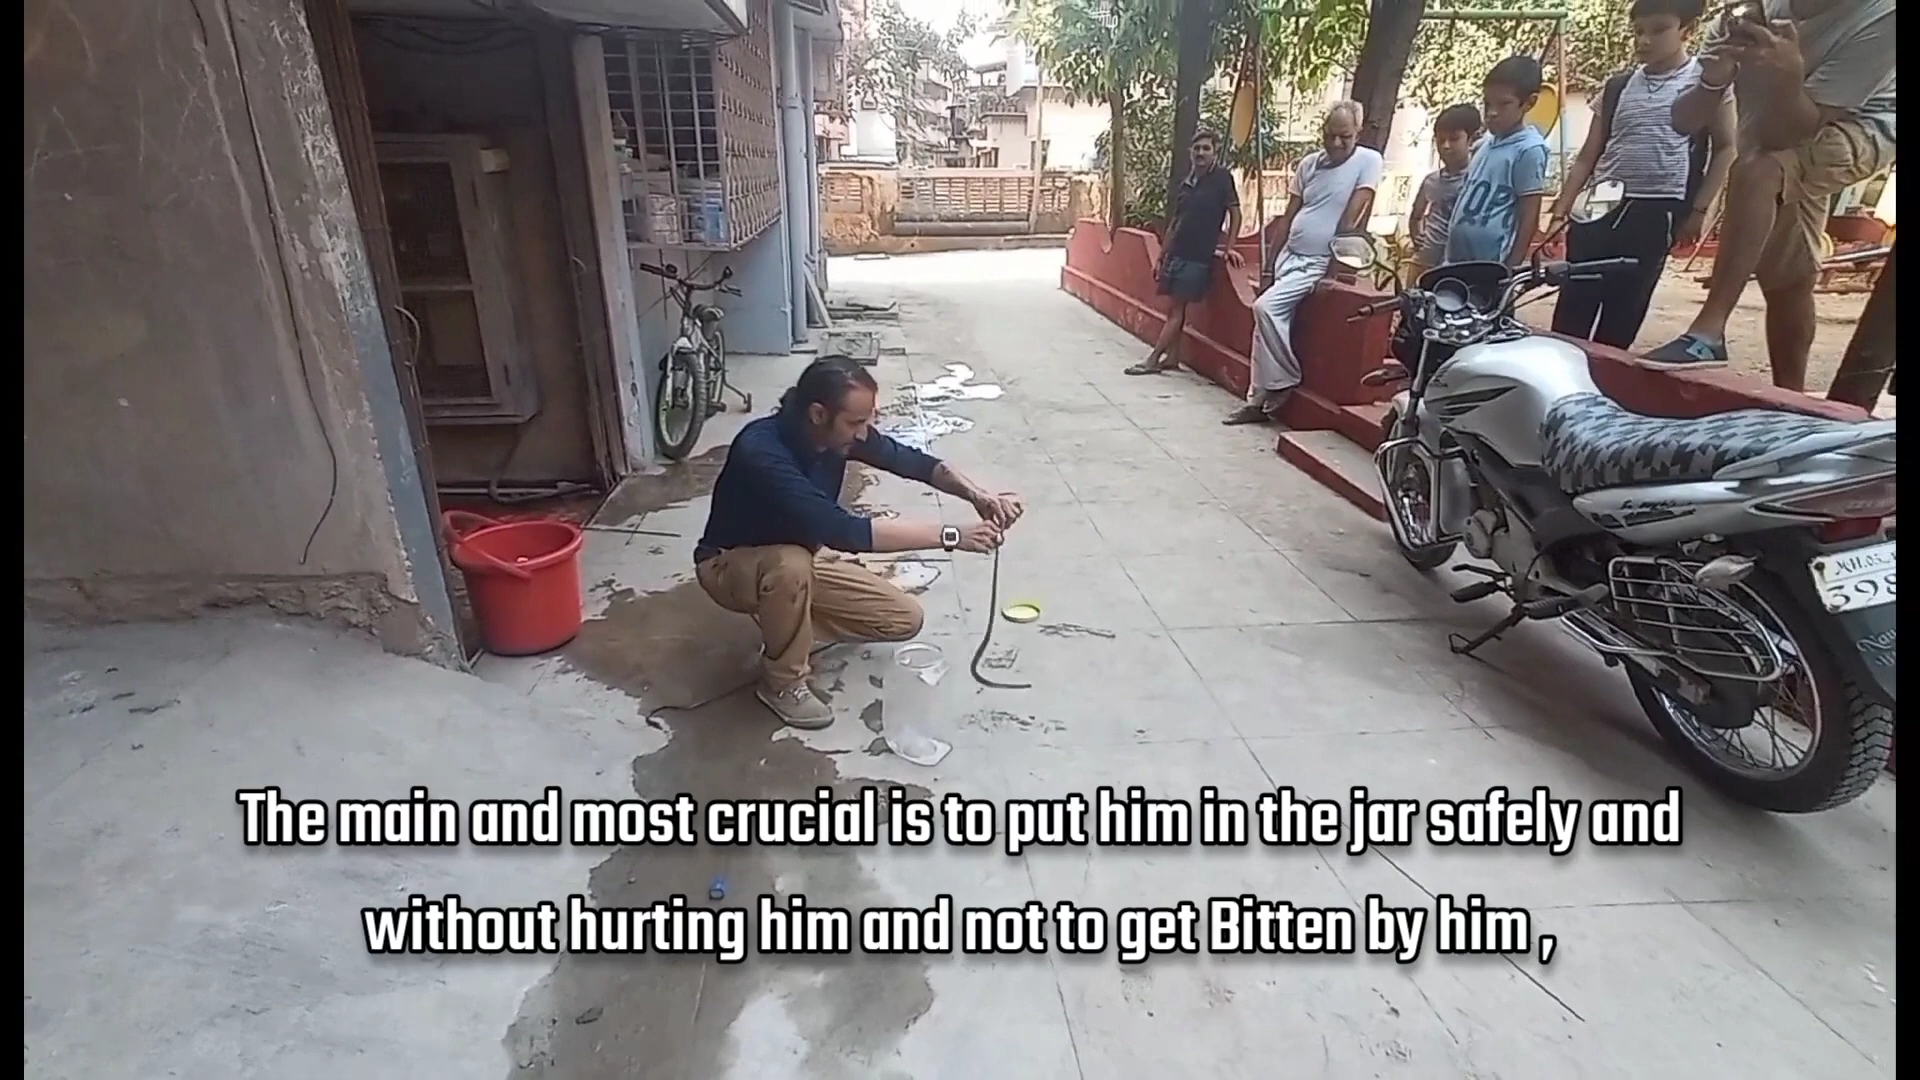 The main and most crucial is to put him in the jar safely and
without hurting him and not to get Bitten by him ,